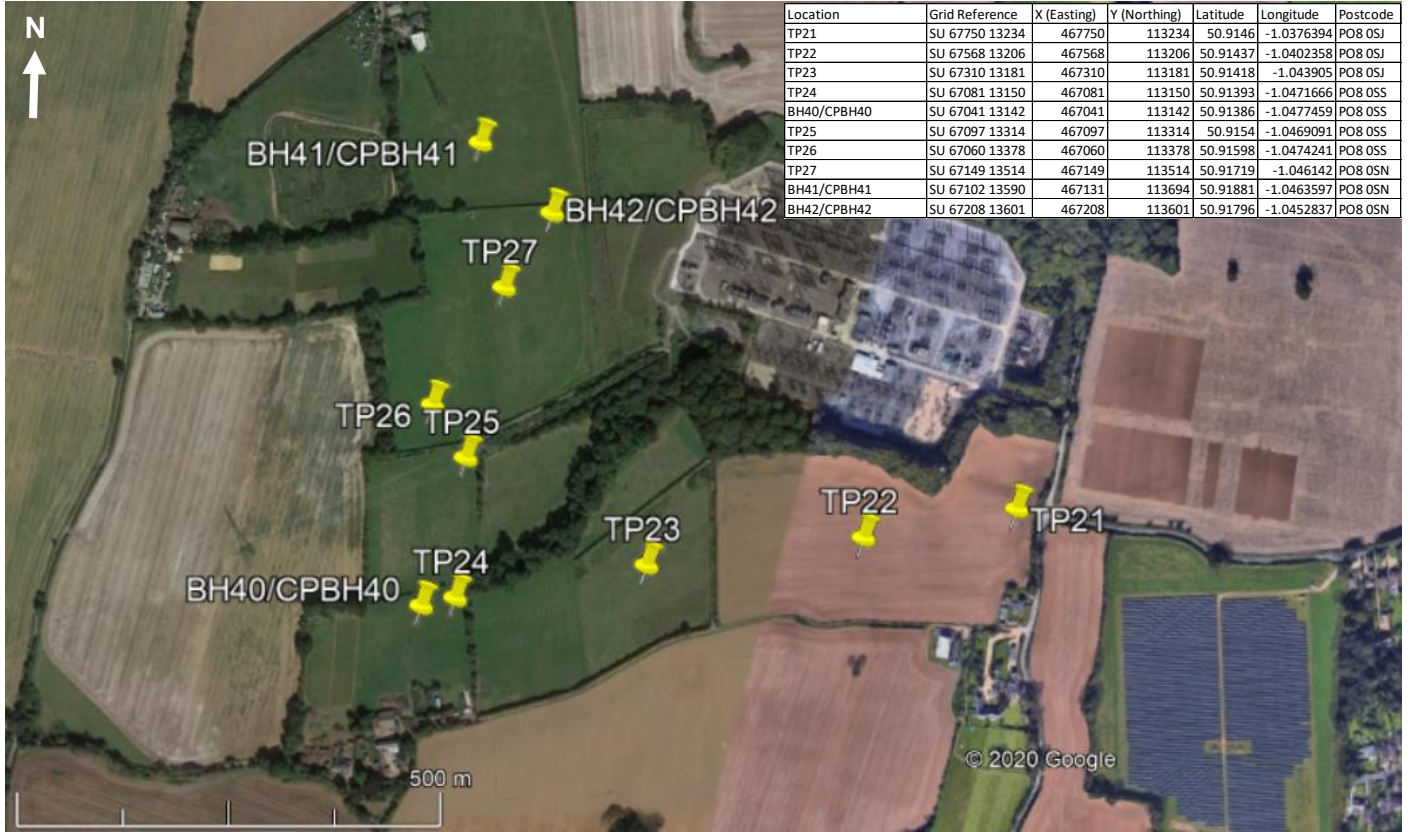 N
Location Grid Reference X (Easting) Y (Northing) Latitude Longitude Postcode
TP21 SU 67750 13234 467750 113234 50.9146 -1.0376394 PO8 0SJ
TP22 SU 67568 13206 467568 113206 50.91437 -1.0402358 PO8 0SJ
TP23 SU 67310 13181 467310 113181 50.91418 -1.043905 PO8 0SJ
TP24 SU 67081 13150 467081 113150 50.91393 -1.0471666 PO8 0SS
BH40/CPBH40 SU 67041 13142 467041 113142 50.91386 -1.0477459 PO8 0SS
TP25 SU 67097 13314 467097 113314 50.9154 -1.0469091 PO8 0SS
TP26 SU 67060 13378 467060 113378 50.91598 -1.0474241 PO8 0SS
TP27 SU 67149 13514 467149 113514 50.91719 -1.046142 PO8 0SN
BH41/CPBH41 SU 67102 13590 467131 113694 50.91881 -1.0463597 PO8 0SN
BH42/CPBH42 SU 67208 13601 467208 113601 50.91796 -1.0452837 PO8 0SN
BH41/CPBH41
BH42/CPBH42
TP27
TP26
TP25
TP22
TP21
TP23
TP24
BH40/CPBH40
© 2020 Google
500 m